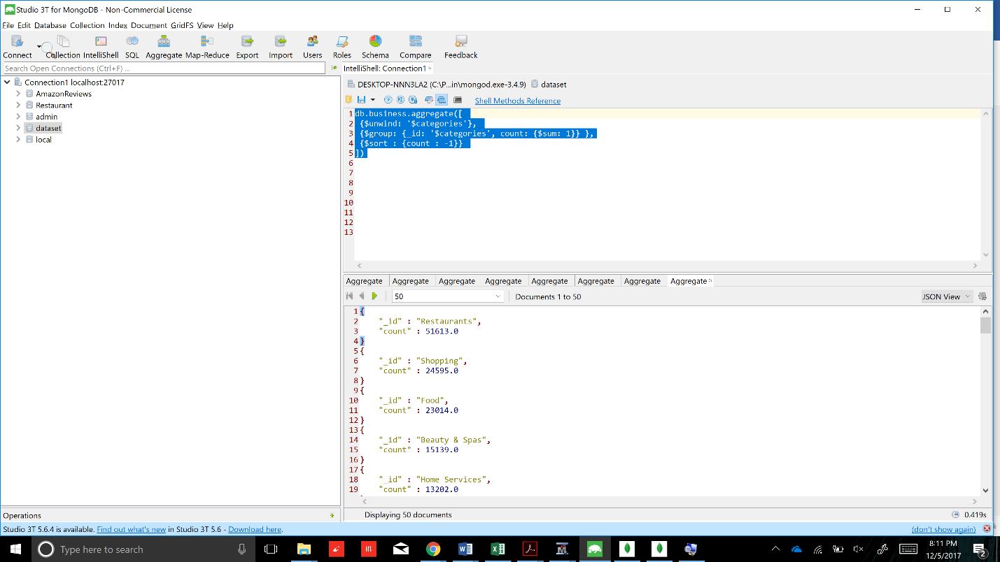 Studio 3T for MongoDB - Non-Commercial License
File Edit Database Collection Index Document GridFS View Help
Connect Collection IntelliShell SQL Aggregate Map-Reduce Export Import Users Roles Schema Compare Feedback
Search Open Connections (Ctrl+F) ...
IntelliShell: Connection1
Connection1 localhost:27017
AmazonReviews
Restaurant
admin
dataset
local
DESKTOP-NNN3LA2 (C:\P...in\mongod.exe-3.4.9) dataset
Shell Methods Reference
1 db.business.aggregate([
2 {$unwind: '$categories'},
3 {$group: {_id: '$categories', count: {$sum: 1}} },
4 {$sort : {count : -1}}
5 ])
6
7
8
9
10
11
12
13
Aggregate Aggregate Aggregate Aggregate Aggregate Aggregate Aggregate Aggregate
50 Documents 1 to 50 JSON View
1 {
2 "_id" : "Restaurants",
3 "count" : 51613.0
4 }
5 {
6 "_id" : "Shopping",
7 "count" : 24595.0
8 }
9 {
10 "_id" : "Food",
11 "count" : 23014.0
12 }
13 {
14 "_id" : "Beauty & Spas",
15 "count" : 15139.0
16 }
17 {
18 "_id" : "Home Services",
19 "count" : 13202.0
Operations
Displaying 50 documents 0.419s
Studio 3T 5.6.4 is available. Find out what's new in Studio 3T 5.6 - Download here. (don't show again)
Type here to search
8:11 PM
12/5/2017
2